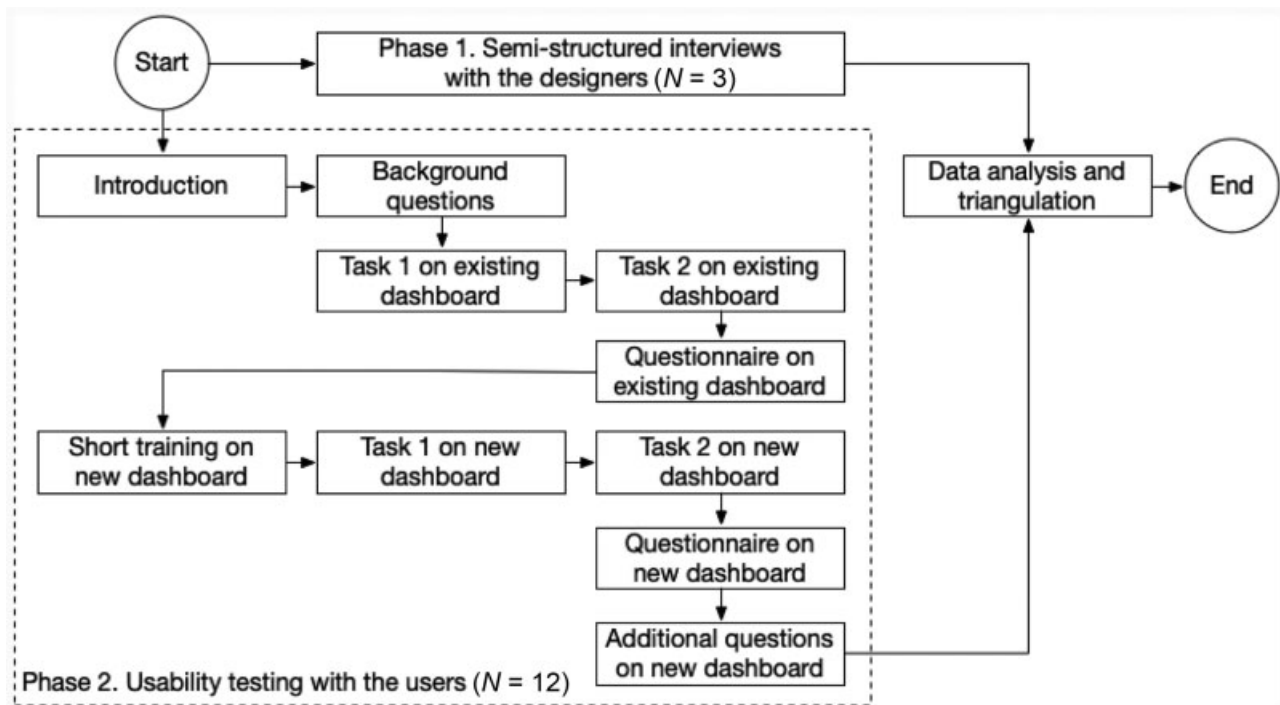 Start
Phase 1. Semi-structured interviews
with the designers (N = 3)
Introduction
Background
questions
Data analysis and
triangulation
End
Task 1 on existing
dashboard
Task 2 on existing
dashboard
Questionnaire on
existing dashboard
Short training on
new dashboard
Task 1 on new
dashboard
Task 2 on new
dashboard
Questionnaire on
new dashboard
Additional questions
on new dashboard
Phase 2. Usability testing with the users (N = 12)